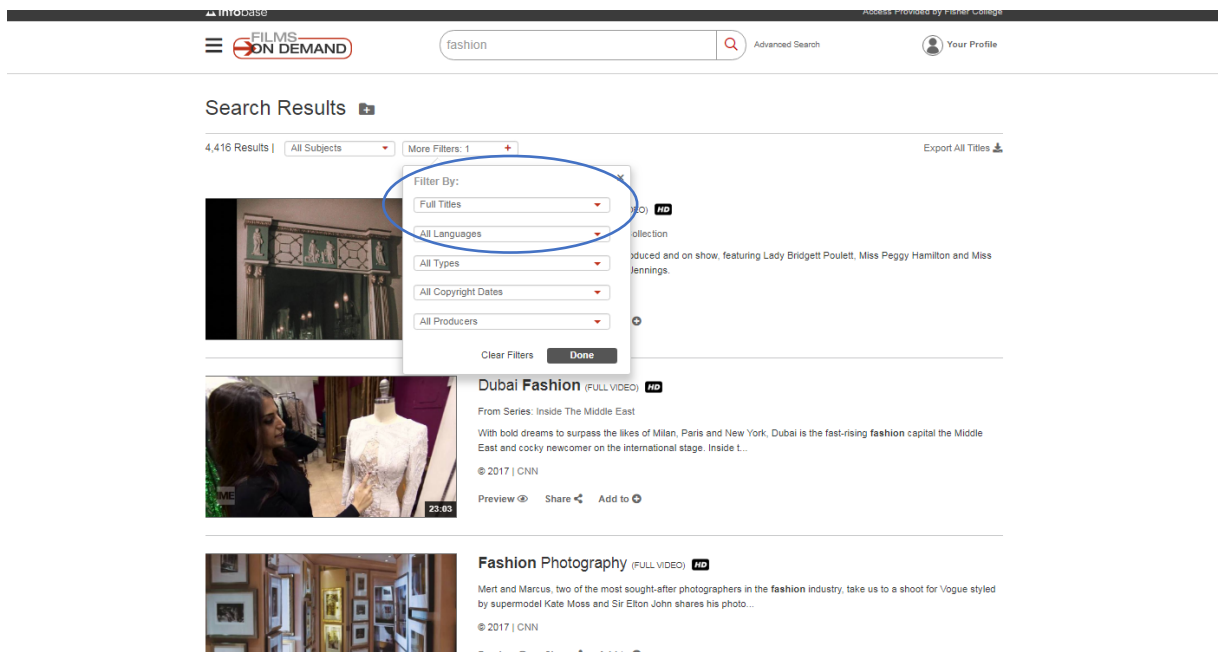 infobase
Access Provided by Fisher College
FILMS
ON DEMAND
fashion
Advanced Search
Your Profile
Search Results
4,416 Results |
All Subjects
More Filters: 1
+
Export All Titles
Filter By:
×
Full Titles
HD
All Languages
ollection
All Types
oduced and on show, featuring Lady Bridgett Poulett, Miss Peggy Hamilton and Miss
Jennings.
All Copyright Dates
All Producers
Clear Filters
Done
Dubai Fashion (FULL VIDEO) HD
From Series: Inside The Middle East
With bold dreams to surpass the likes of Milan, Paris and New York, Dubai is the fast-rising fashion capital the Middle
East and cocky newcomer on the international stage. Inside t...
© 2017 | CNN
IME
23:03
Preview Share Add to
Fashion Photography (FULL VIDEO) HD
Mert and Marcus, two of the most sought-after photographers in the fashion industry, take us to a shoot for Vogue styled
by supermodel Kate Moss and Sir Elton John shares his photo...
© 2017 | CNN